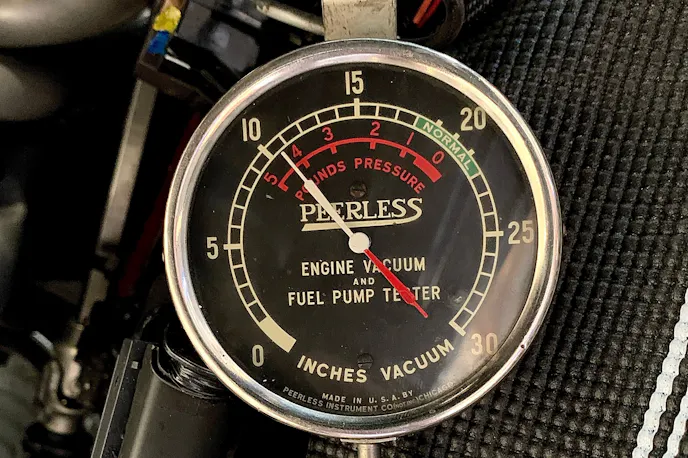 15
10
20
5
25
0
30
5 4 3 2 1 0
NORMAL
POUNDS PRESSURE
PEERLESS
ENGINE VACUUM
AND
FUEL PUMP TESTER
INCHES VACUUM
MADE IN U.S.A. BY
PEERLESS INSTRUMENT CO CHICAGO